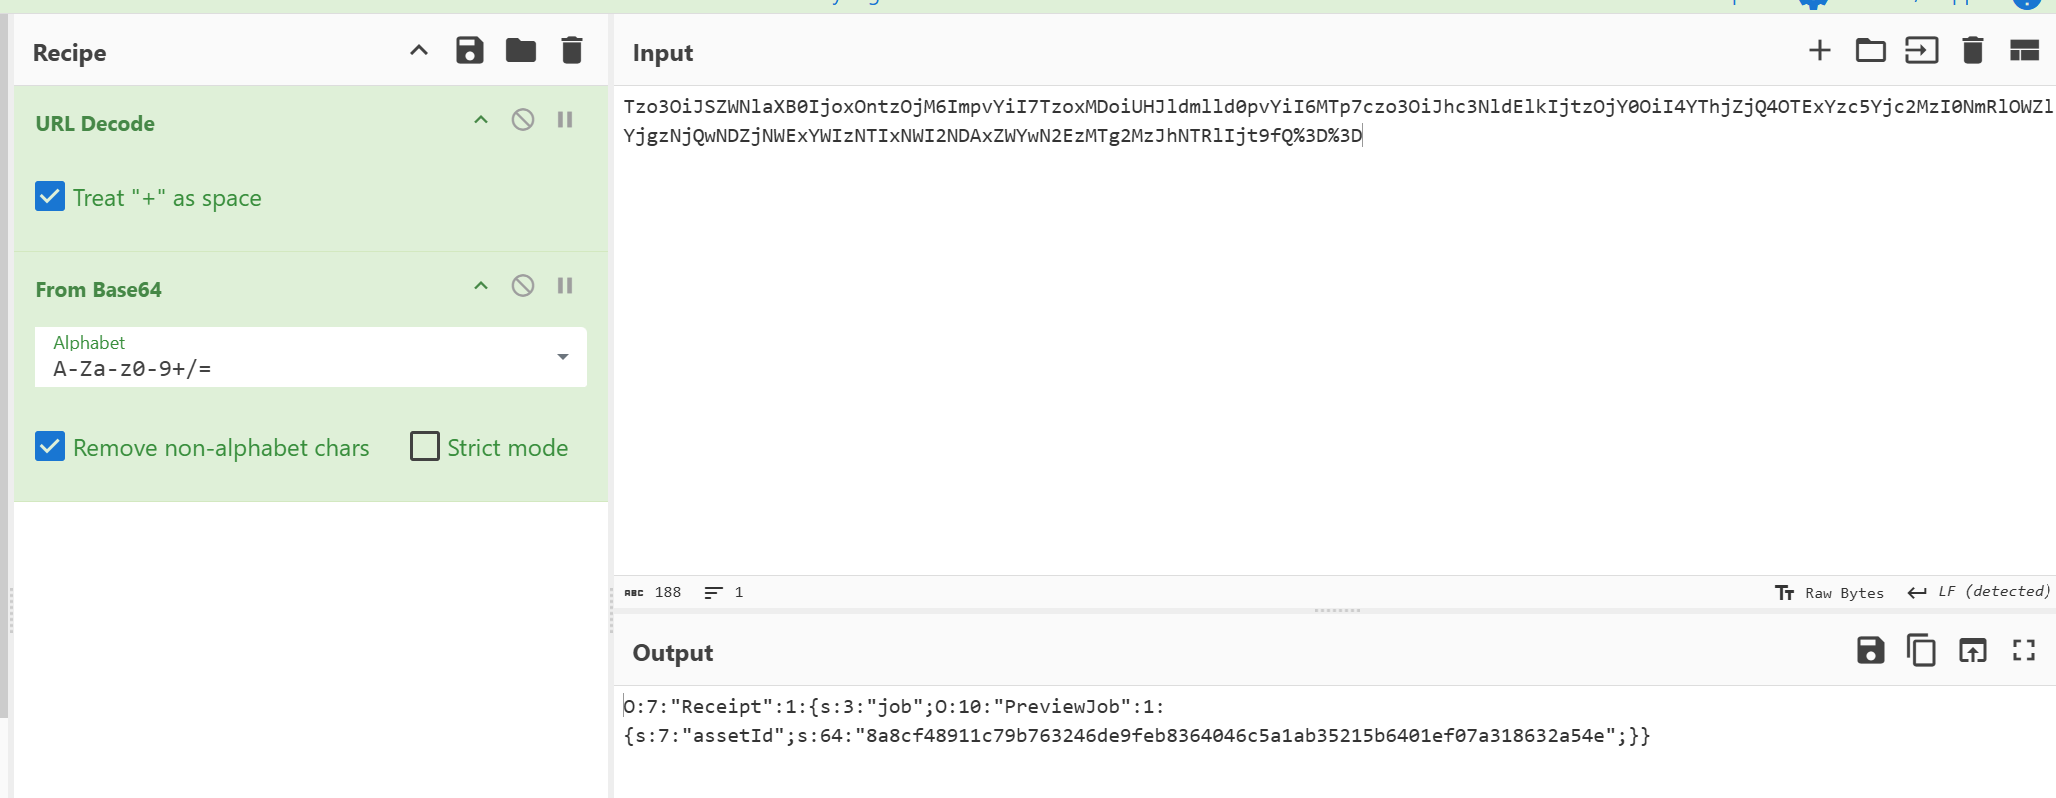 Recipe
URL Decode
Treat "+" as space
From Base64
Alphabet
A-Za-z0-9+/=
Remove non-alphabet chars
Strict mode
Input
Tzo3OiJSZWNlaXB0IjoxOntzOjM6ImpvYiI7TzoxMDoiUHJldmlld0pvYiI6MTp7czo3OiJhc3NldElkIjtzOjY0OiI4YThjZjQ4OTExYzc5Yjc2MzI0NmRlOWZl
YjgzNjQwNDZjNWExYWIzNTIxNWI2NDAxZWYwN2EzMTg2MzJhNTRlIjt9fQ%3D%3D
ABC 188 1
Raw Bytes LF (detected)
Output
O:7:"Receipt":1:{s:3:"job";O:10:"PreviewJob":1:
{s:7:"assetId";s:64:"8a8cf48911c79b763246de9feb8364046c5a1ab35215b6401ef07a318632a54e";}}